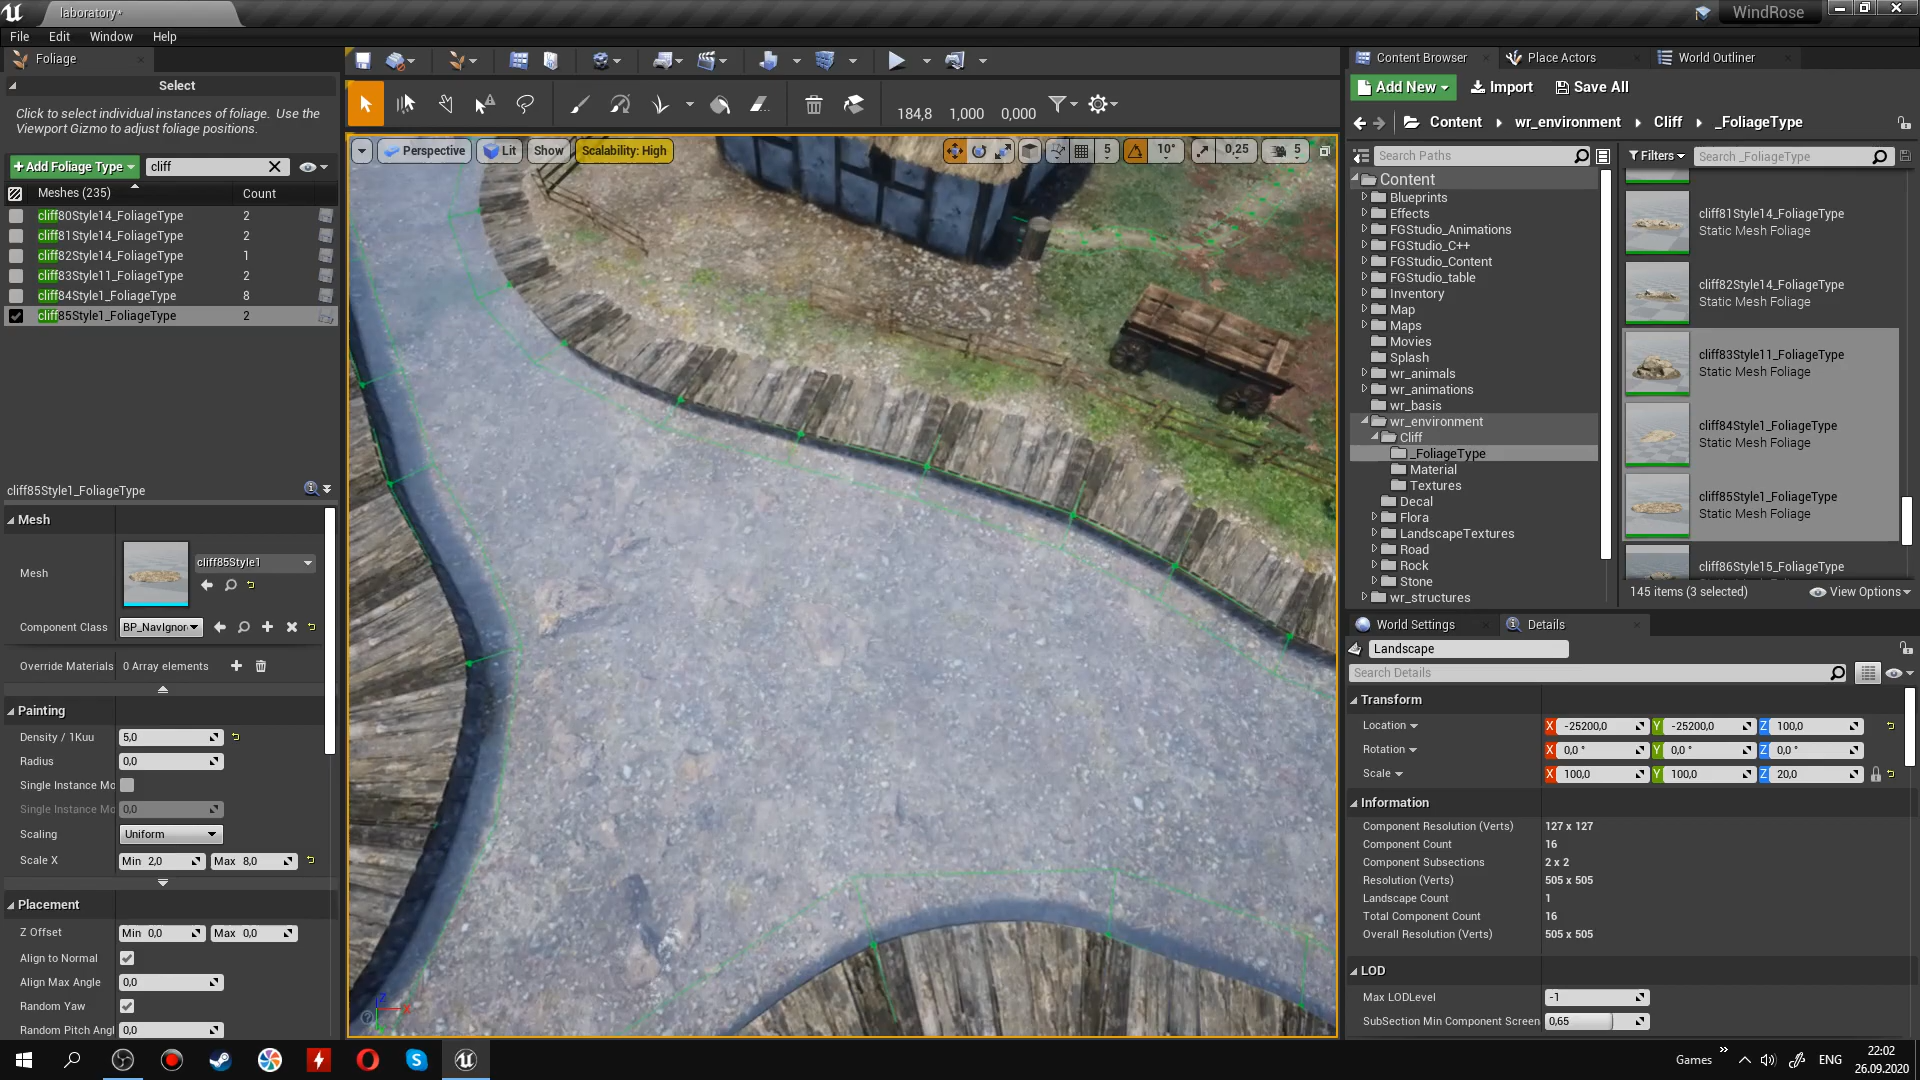 laboratory*
WindRose
File Edit Window Help
Foliage
Select
Click to select individual instances of foliage. Use the
Viewport Gizmo to adjust foliage positions.
+Add Foliage Type cliff
Meshes (235) Count
cliff80Style14_FoliageType 2
cliff81Style14_FoliageType 2
cliff82Style14_FoliageType 1
cliff83Style11_FoliageType 2
cliff84Style1_FoliageType 8
cliff85Style1_FoliageType 2
cliff85Style1_FoliageType
Mesh
Mesh cliff85Style1
Component Class BP_NavIgnor
Override Materials 0 Array elements
Painting
Density / 1Kuu 5,0
Radius 0,0
Single Instance Mo
Single Instance Mo 0,0
Scaling Uniform
Scale X Min 2,0 Max 8,0
Placement
Z Offset Min 0,0 Max 0,0
Align to Normal
Align Max Angle 0,0
Random Yaw
Random Pitch Angl 0,0
184,8 1,000 0,000
Perspective Lit Show Scalability: High
5 10° 0,25 5
Z X
Content Browser Place Actors World Outliner
Add New Import Save All
Content wr_environment Cliff _FoliageType
Search Paths
Filters Search _FoliageType
Content
Blueprints
Effects
FGStudio_Animations
FGStudio_C++
FGStudio_Content
FGStudio_table
Inventory
Map
Maps
Movies
Splash
wr_animals
wr_animations
wr_basis
wr_environment
Cliff
_FoliageType
Material
Textures
Decal
Flora
LandscapeTextures
Road
Rock
Stone
wr_structures
cliff81Style14_FoliageType
Static Mesh Foliage
cliff82Style14_FoliageType
Static Mesh Foliage
cliff83Style11_FoliageType
Static Mesh Foliage
cliff84Style1_FoliageType
Static Mesh Foliage
cliff85Style1_FoliageType
Static Mesh Foliage
cliff86Style15_FoliageType
145 items (3 selected) View Options
World Settings Details
Landscape
Search Details
Transform
Location X -25200,0 Y -25200,0 Z 100,0
Rotation X 0,0 ° Y 0,0 ° Z 0,0 °
Scale X 100,0 Y 100,0 Z 20,0
Information
Component Resolution (Verts) 127 x 127
Component Count 16
Component Subsections 2 x 2
Resolution (Verts) 505 x 505
Landscape Count 1
Total Component Count 16
Overall Resolution (Verts) 505 x 505
LOD
Max LODLevel -1
SubSection Min Component Screen 0,65
Games ENG
22:02
26.09.2020